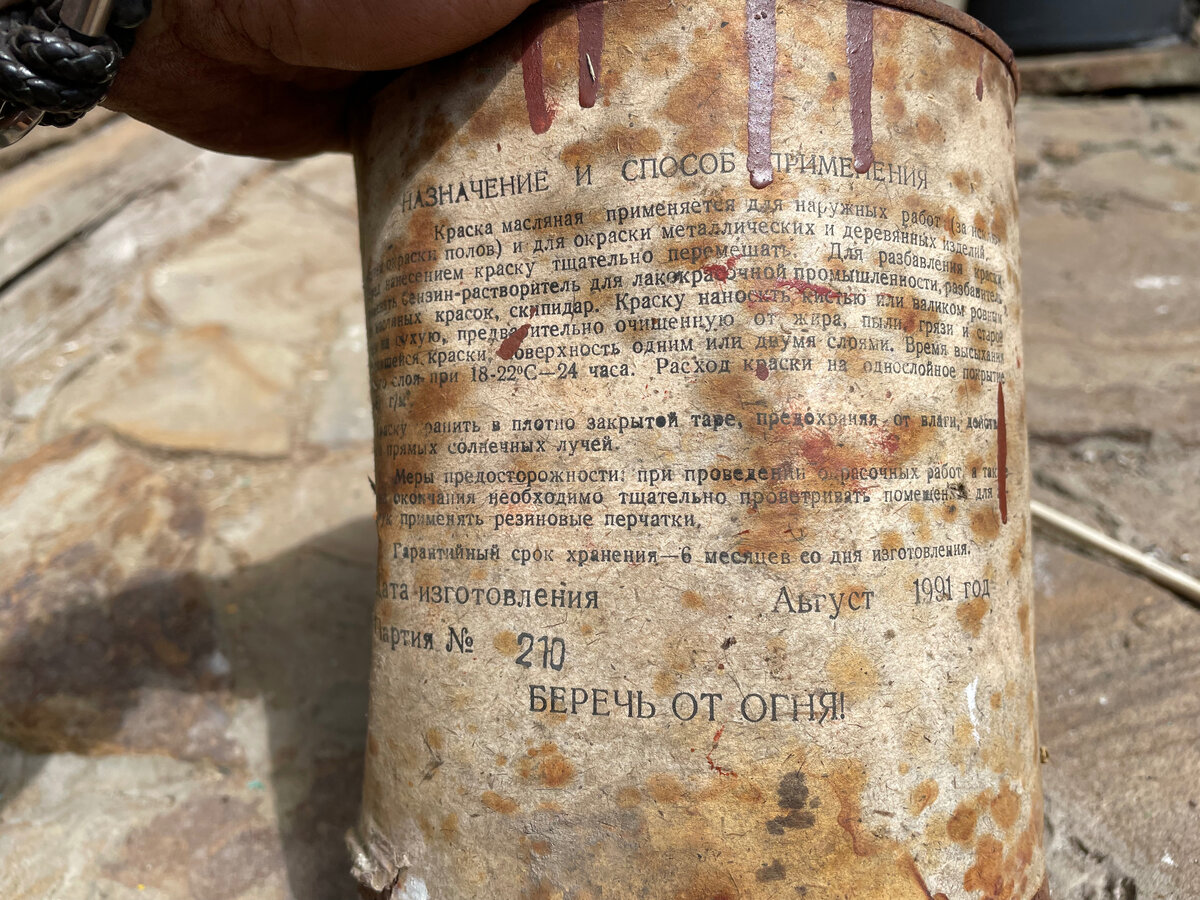 НАЗНАЧЕНИЕ И СПОСОБ ПРИМЕНЕНИЯ
Краска масляная применяется для наружных работ (за
окраски полов) и для окраски металлических и деревянных изделий.
нанесением краску тщательно перемешать. Для разбавления краски
бензин-растворитель для лакокрасочной промышленности, разбавитель
красок, скипидар. Краску наносить кистью или валиком ровным
на сухую, предварительно очищенную от жира, пыли, грязи и старой
краски поверхность одним или двумя слоями. Время высыхания
слоя при 18-22°С—24 часа. Расход краски на однослойное покрытие
г/м²
хранить в плотно закрытой таре, предохраняя от влаги, действ
прямых солнечных лучей.
Меры предосторожности: при проведении окрасочных работ, а так
окончания необходимо тщательно проветривать помещение, для
применять резиновые перчатки,
Гарантийный срок хранения—6 месяцев со дня изготовления.
Дата изготовления Август 1991 год
Партия № 210
БЕРЕЧЬ ОТ ОГНЯ!